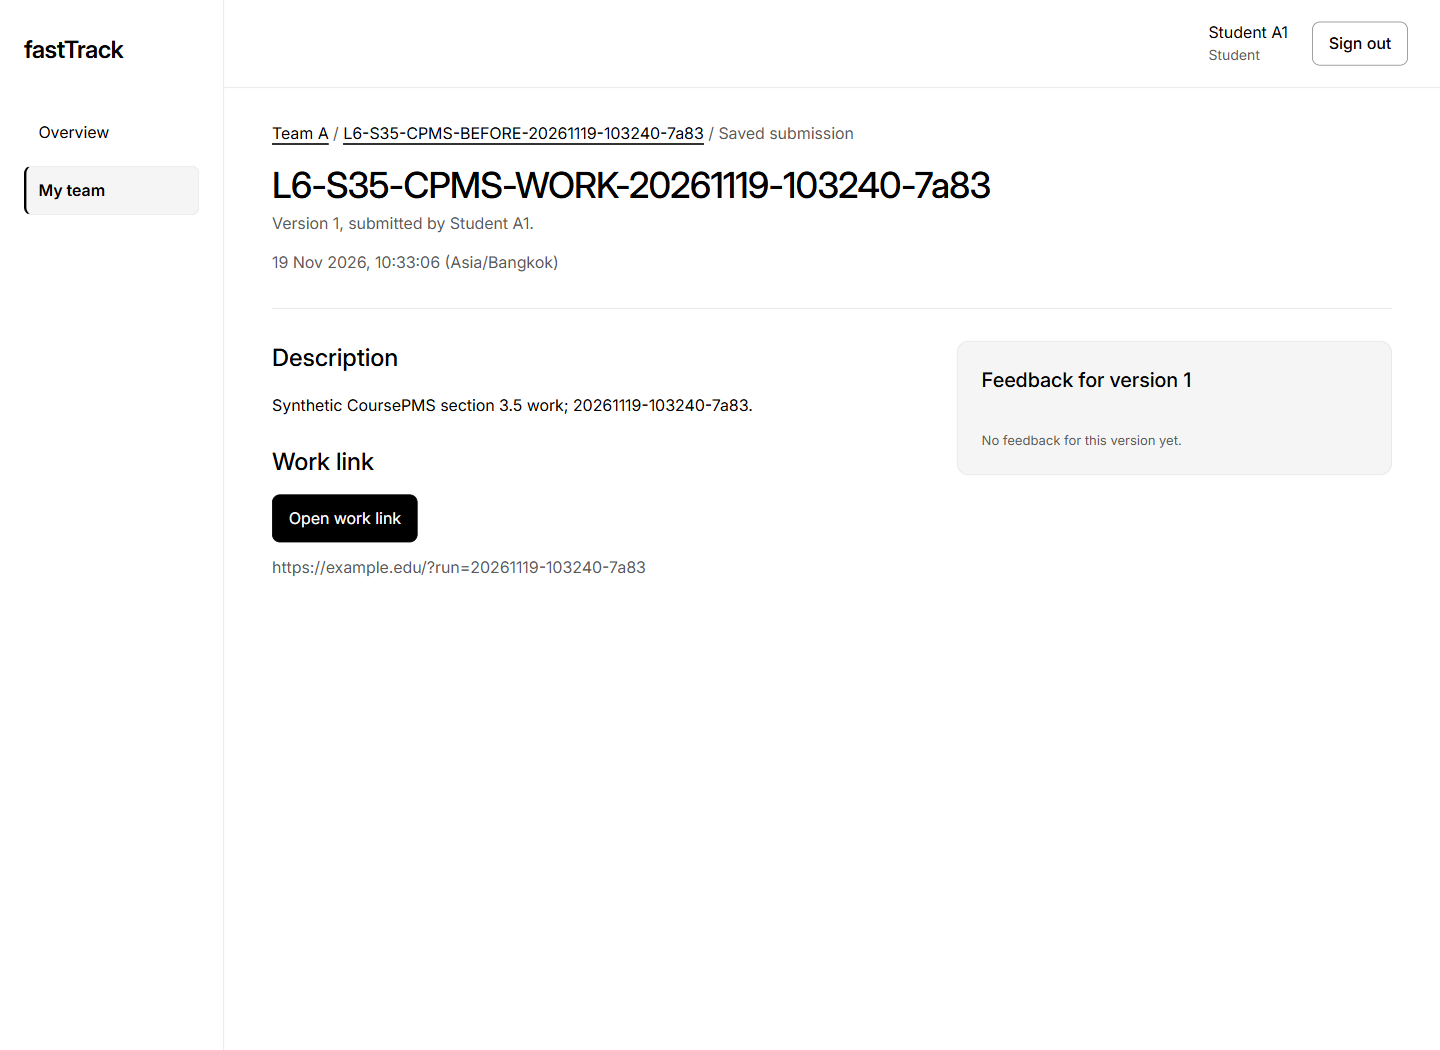 fastTrack
Student A1
Student
Sign out
Overview
My team
Team A / L6-S35-CPMS-BEFORE-20261119-103240-7a83 / Saved submission
L6-S35-CPMS-WORK-20261119-103240-7a83
Version 1, submitted by Student A1.
19 Nov 2026, 10:33:06 (Asia/Bangkok)
Description
Synthetic CoursePMS section 3.5 work; 20261119-103240-7a83.
Work link
Open work link
https://example.edu/?run=20261119-103240-7a83
Feedback for version 1
No feedback for this version yet.